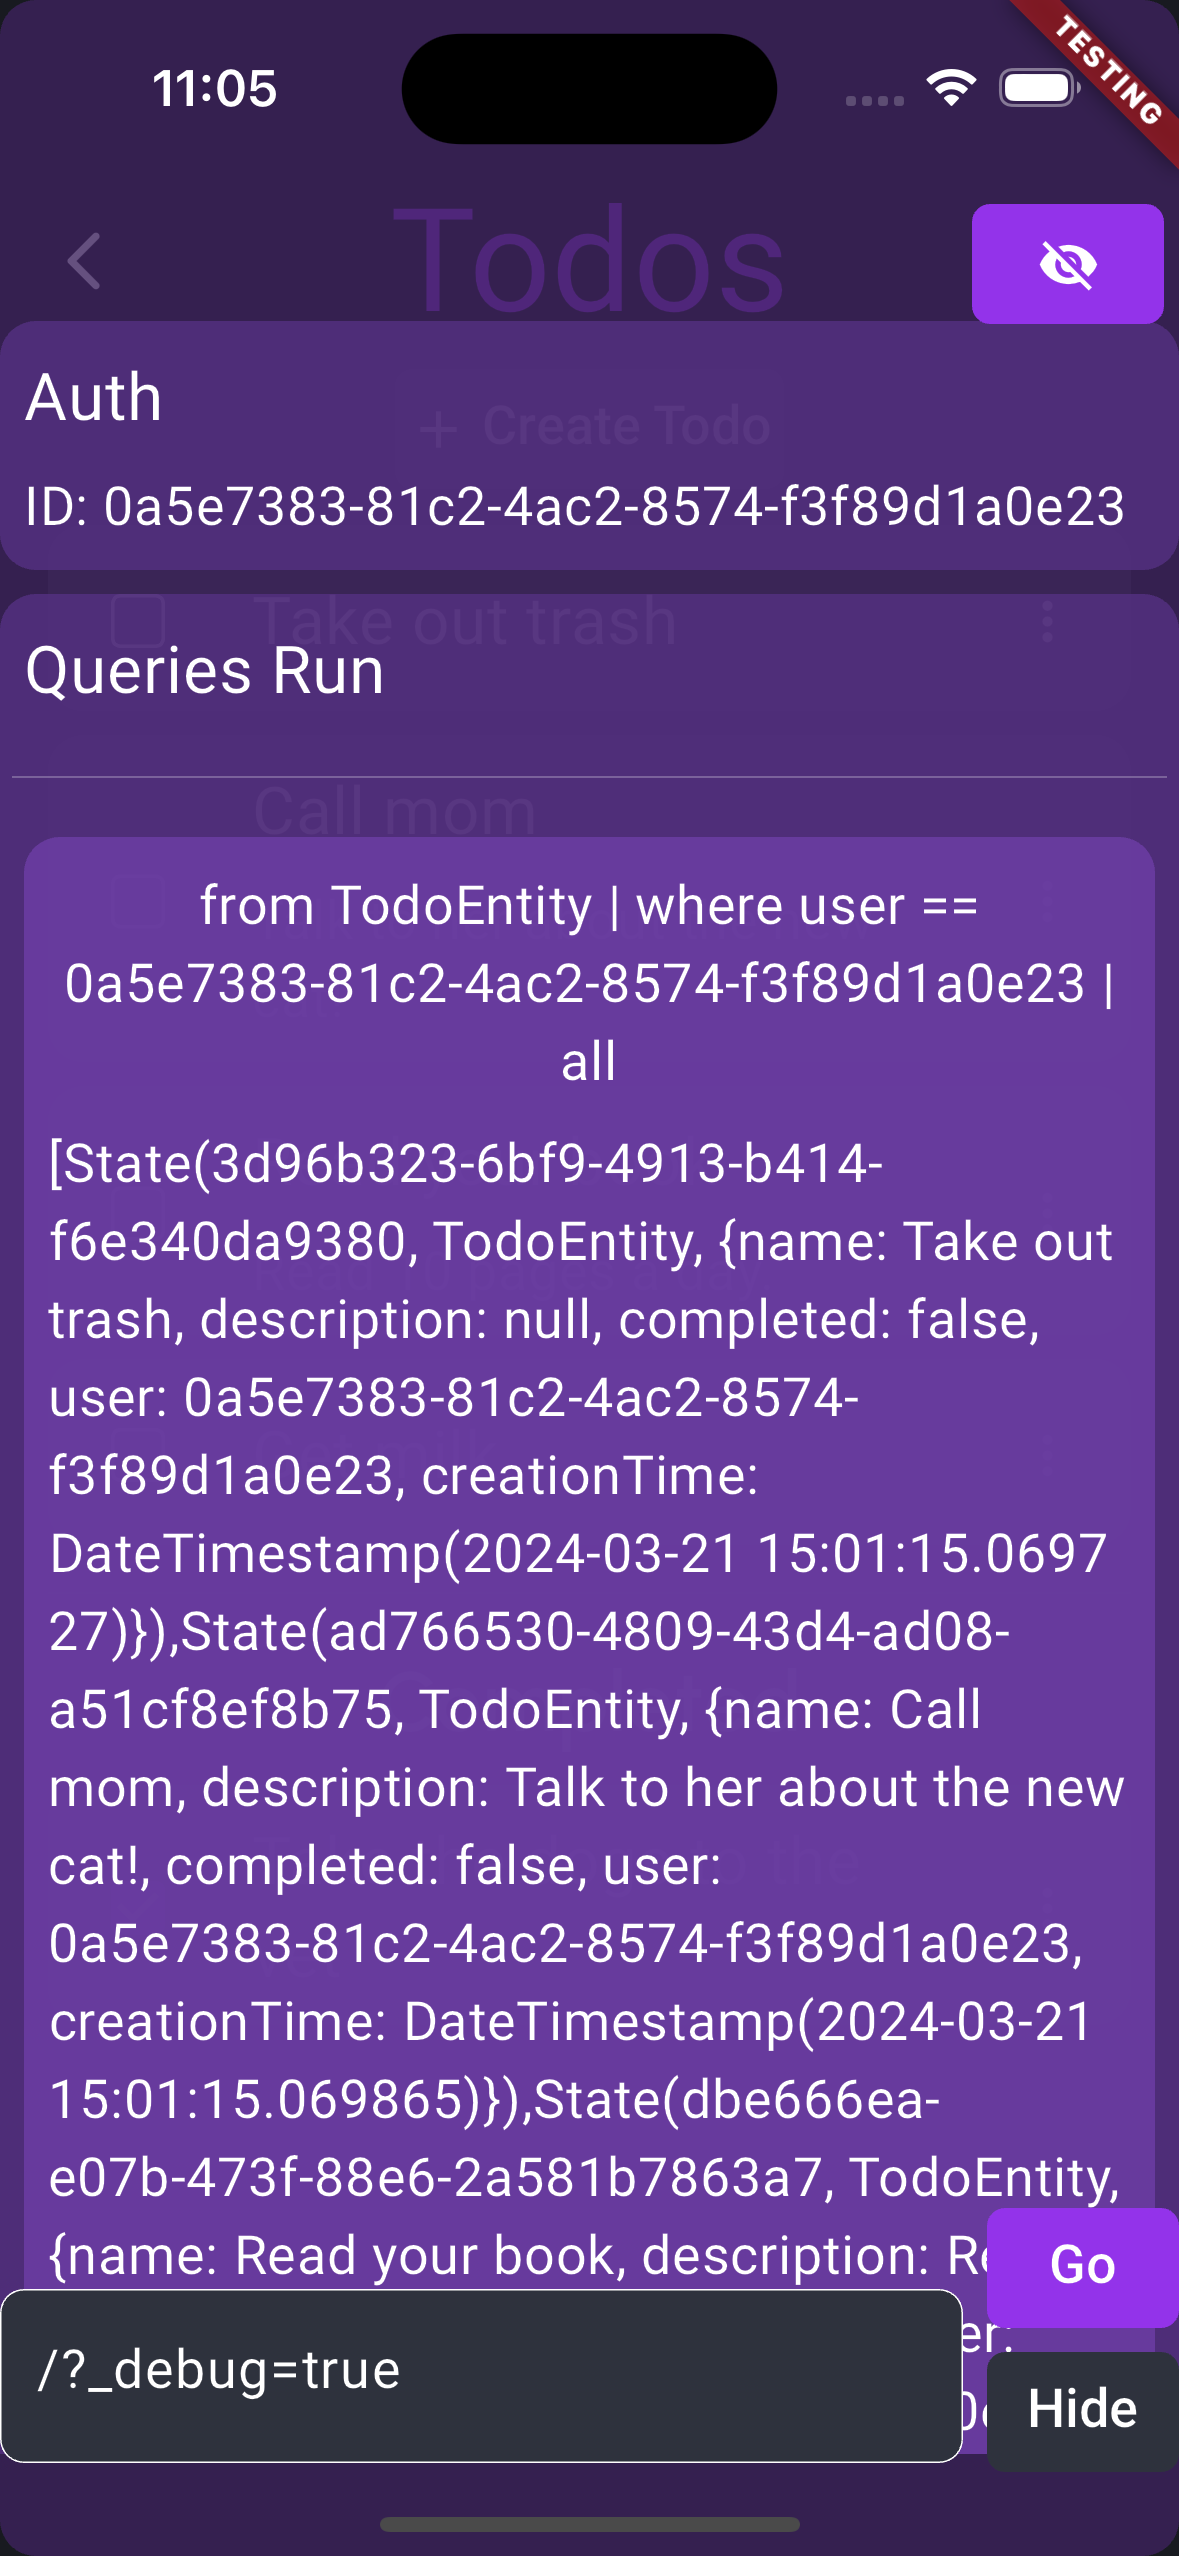 11:05
TESTING
Todos
Auth
+ Create Todo
ID: 0a5e7383-81c2-4ac2-8574-f3f89d1a0e23
Take out trash
Queries Run
Call mom
from TodoEntity | where user ==
0a5e7383-81c2-4ac2-8574-f3f89d1a0e23 |
all
[State(3d96b323-6bf9-4913-b414-
f6e340da9380, TodoEntity, {name: Take out
trash, description: null, completed: false,
user: 0a5e7383-81c2-4ac2-8574-
f3f89d1a0e23, creationTime:
DateTimestamp(2024-03-21 15:01:15.0697
27)}),State(ad766530-4809-43d4-ad08-
a51cf8ef8b75, TodoEntity, {name: Call
mom, description: Talk to her about the new
cat!, completed: false, user:
0a5e7383-81c2-4ac2-8574-f3f89d1a0e23,
creationTime: DateTimestamp(2024-03-21
15:01:15.069865)}),State(dbe666ea-
e07b-473f-88e6-2a581b7863a7, TodoEntity,
{name: Read your book, description:
Go
/?_debug=true
Hide